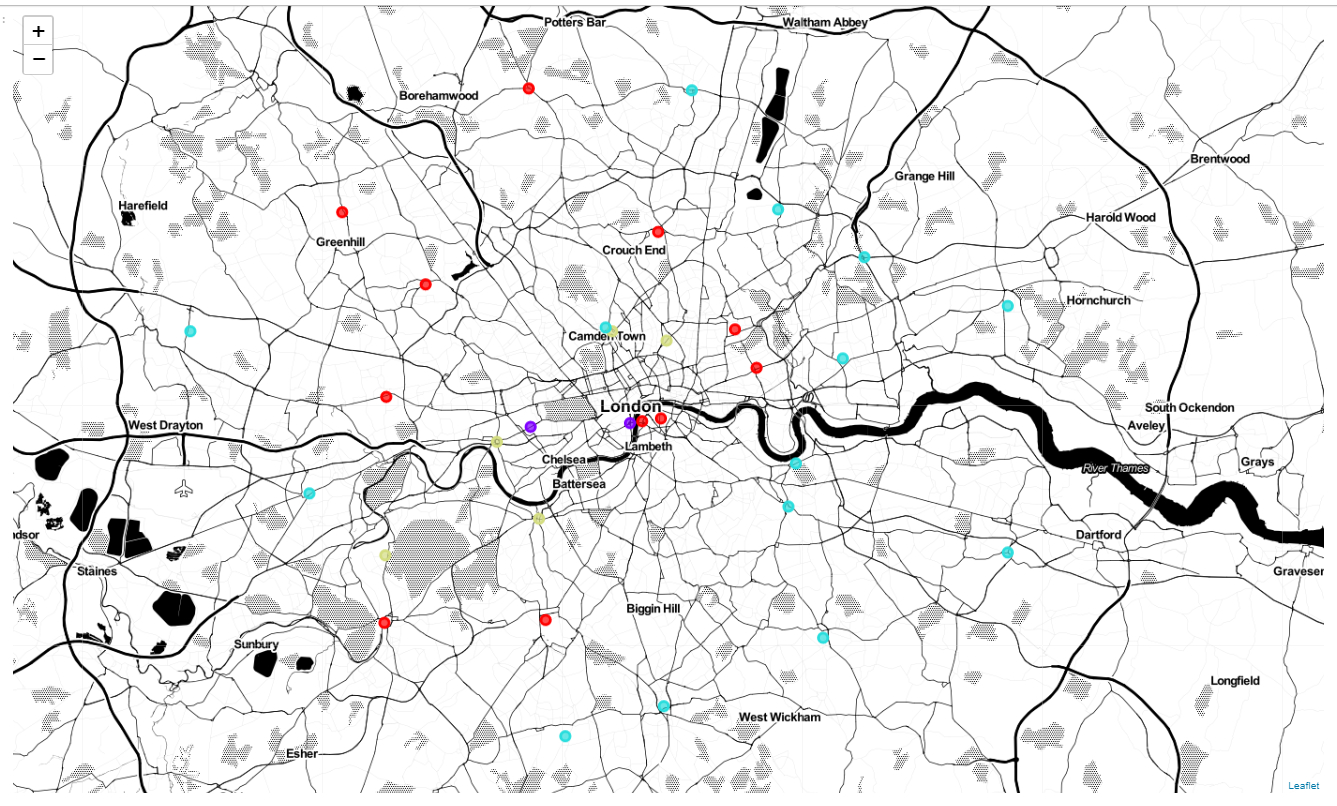 +
−
Potters Bar
Waltham Abbey
Borehamwood
Brentwood
Grange Hill
Harefield
Harold Wood
Greenhill
Crouch End
Hornchurch
Camden Town
London
South Ockendon
West Drayton
Aveley
Lambeth
Chelsea
Grays
River Thames
Battersea
ndsor
Dartford
Staines
Gravesen
Biggin Hill
Sunbury
Longfield
West Wickham
Esher
Leaflet